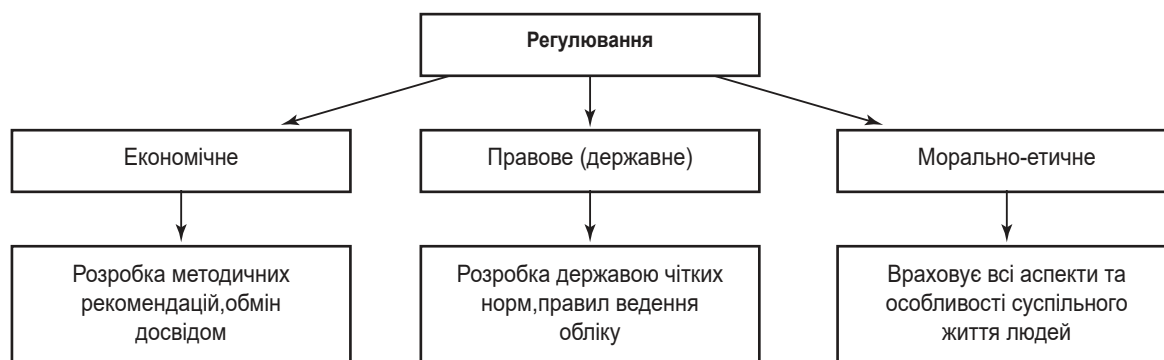 Регулювання
Економічне
Правове (державне)
Морально-етичне
Розробка методичних
рекомендацій,обмін
досвідом
Розробка державою чітких
норм,правил ведення
обліку
Враховує всі аспекти та
особливості суспільного
життя людей